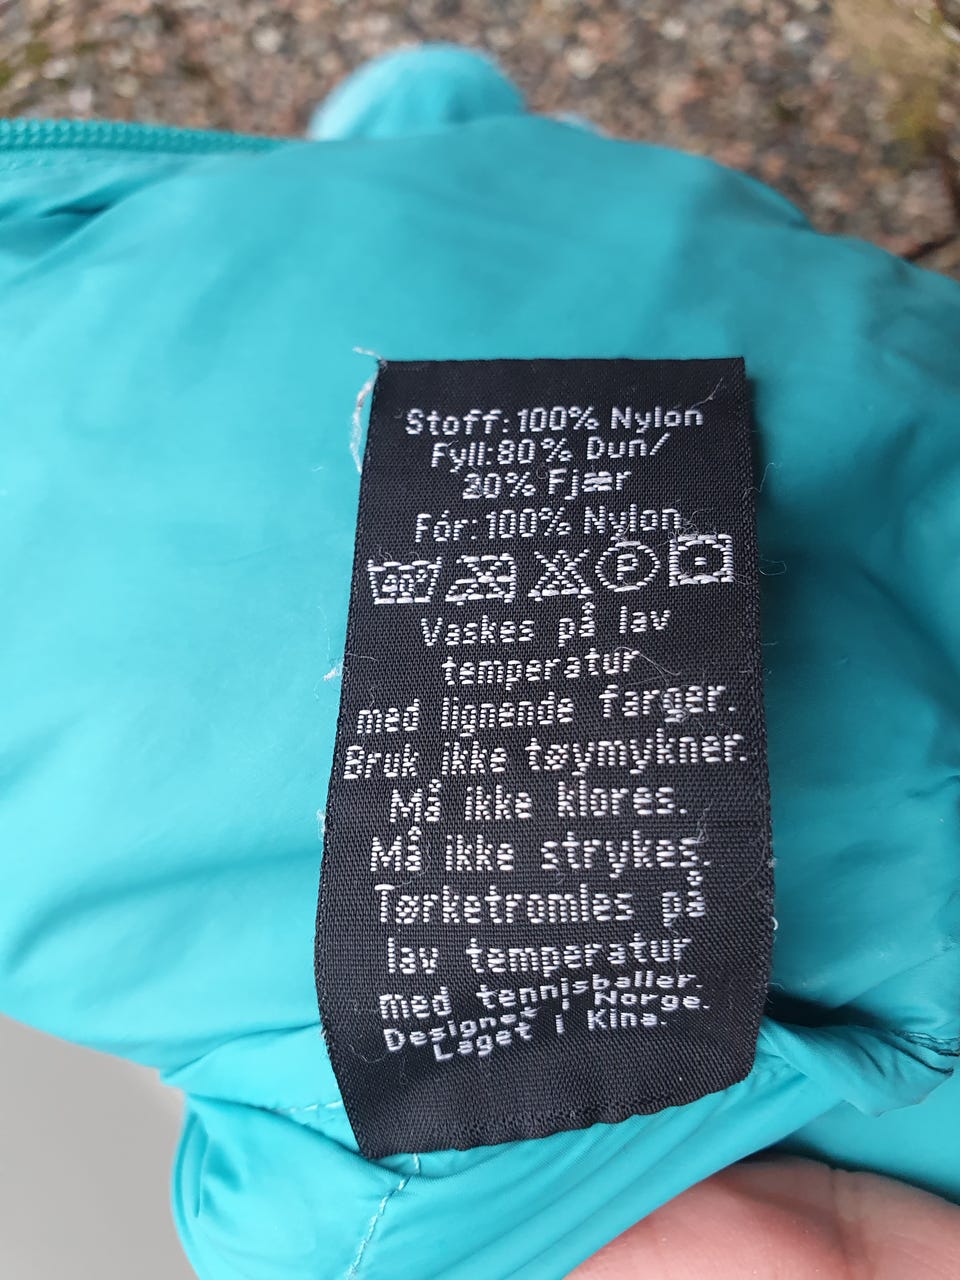 Stoff: 100% Nylon
Fyll: 80% Dun/
20% Fjær
Fór: 100% Nylon
40° P
Vaskes på lav
temperatur
med lignende farger.
Bruk ikke tøymykner.
Må ikke klores.
Må ikke strykes.
Tørketromles på
lav temperatur
med tennisballer.
Designet i Norge.
Laget i Kina.